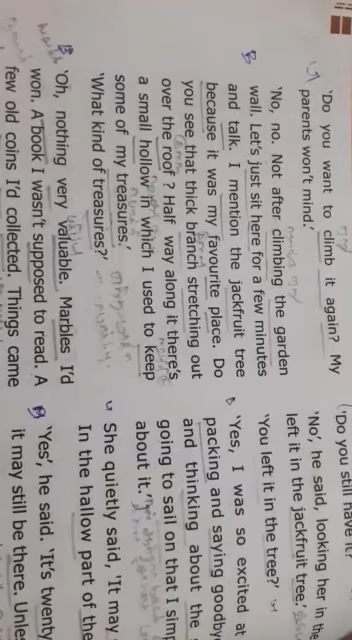 'Do you want to climb it again? My
parents won't mind.'
'No, no. Not after climbing the garden
wall. Let's just sit here for a few minutes
and talk. I mention the jackfruit tree
because it was my favourite place. Do
you see that thick branch stretching out
over the roof ? Half way along it there's
a small hollow in which I used to keep
some of my treasures.'
'What kind of treasures?'
B 'Oh, nothing very valuable. Marbles I'd
won. A book I wasn't supposed to read. A
few old coins I'd collected. Things came
'Do you still have it?
'No', he said, looking her in th
left it in the jackfruit tree.'
'You left it in the tree?'
B 'Yes, I was so excited at
packing and saying goodby
and thinking about the
going to sail on that I simp
about it.'
She quietly said, 'It may
In the hallow part of the
B 'Yes', he said. 'It's twenty
it may still be there. Unles